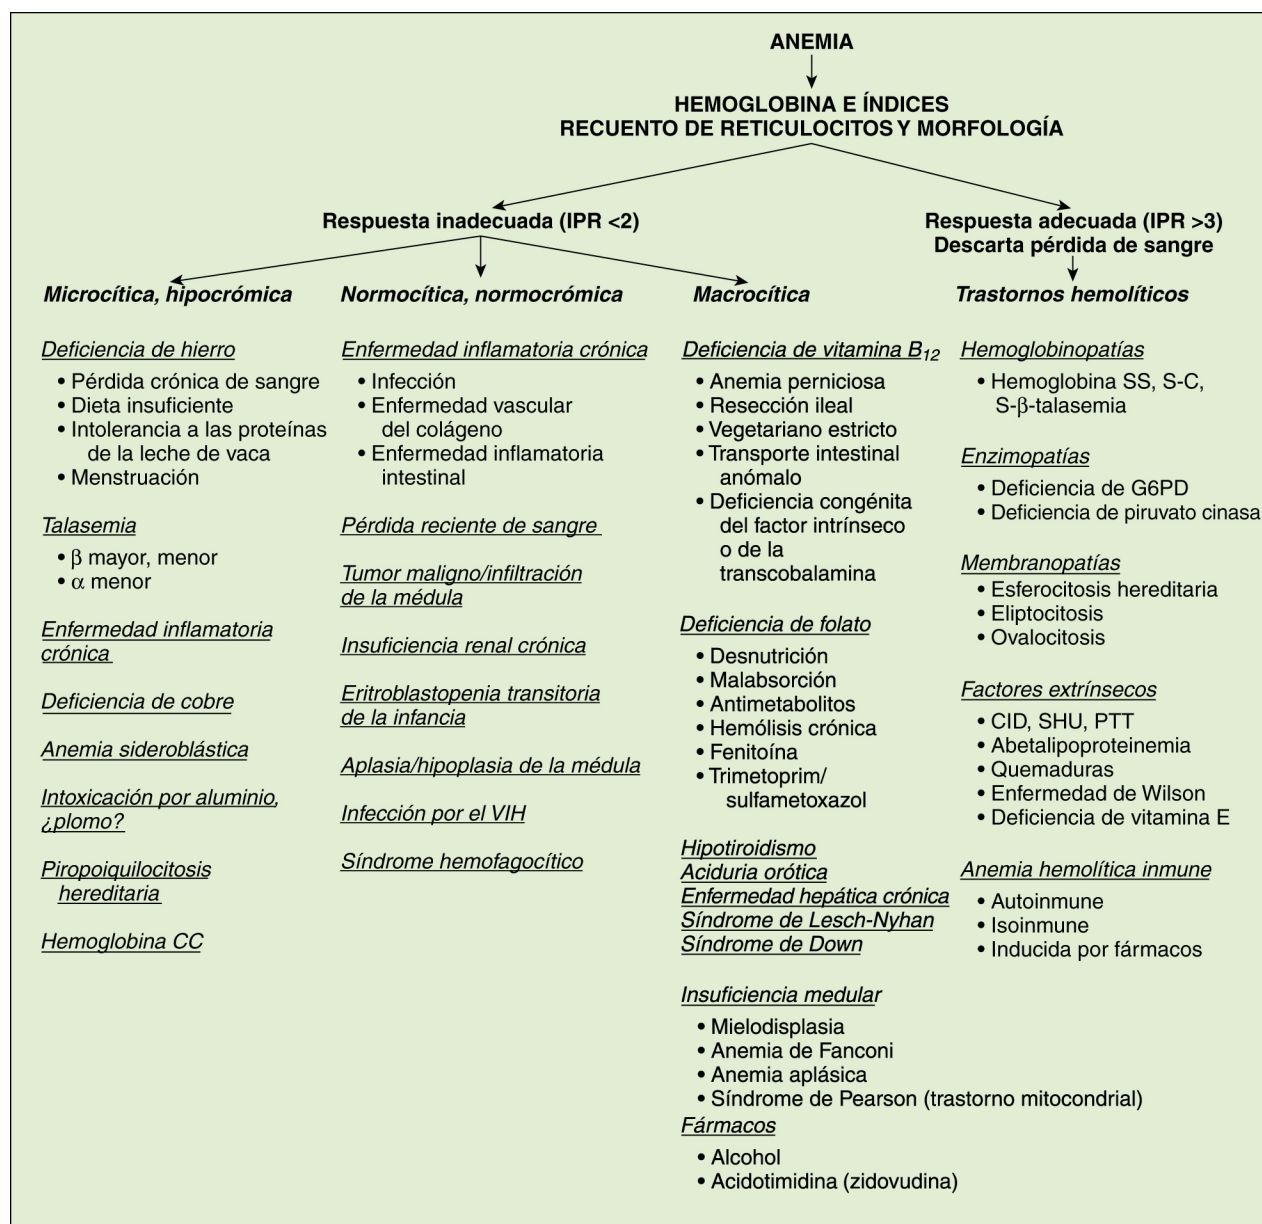 ANEMIA
HEMOGLOBINA E ÍNDICES
RECUENTO DE RETICULOCITOS Y MORFOLOGÍA
Respuesta inadecuada (IPR <2)
Respuesta adecuada (IPR >3)
Descarta pérdida de sangre
Microcítica, hipocrómica
Deficiencia de hierro
• Pérdida crónica de sangre
• Dieta insuficiente
• Intolerancia a las proteínas
de la leche de vaca
• Menstruación
Talasemia
• β mayor, menor
• α menor
Enfermedad inflamatoria
crónica
Deficiencia de cobre
Anemia sideroblástica
Intoxicación por aluminio,
¿plomo?
Piropoiquilocitosis
hereditaria
Hemoglobina CC
Normocítica, normocrómica
Enfermedad inflamatoria crónica
• Infección
• Enfermedad vascular
del colágeno
• Enfermedad inflamatoria
intestinal
Pérdida reciente de sangre
Tumor maligno/infiltración
de la médula
Insuficiencia renal crónica
Eritroblastopenia transitoria
de la infancia
Aplasia/hipoplasia de la médula
Infección por el VIH
Síndrome hemofagocítico
Macrocítica
Deficiencia de vitamina B12
• Anemia perniciosa
• Resección ileal
• Vegetariano estricto
• Transporte intestinal
anómalo
• Deficiencia congénita
del factor intrínseco
o de la
transcobalamina
Deficiencia de folato
• Desnutrición
• Malabsorción
• Antimetabolitos
• Hemólisis crónica
• Fenitoína
• Trimetoprim/
sulfametoxazol
Hipotiroidismo
Aciduria orótica
Enfermedad hepática crónica
Síndrome de Lesch-Nyhan
Síndrome de Down
Insuficiencia medular
• Mielodisplasia
• Anemia de Fanconi
• Anemia aplásica
• Síndrome de Pearson (trastorno mitocondrial)
Fármacos
• Alcohol
• Acidotimidina (zidovudina)
Trastornos hemolíticos
Hemoglobinopatías
• Hemoglobina SS, S-C,
S-β-talasemia
Enzimopatías
• Deficiencia de G6PD
• Deficiencia de piruvato cinasa
Membranopatías
• Esferocitosis hereditaria
• Eliptocitosis
• Ovalocitosis
Factores extrínsecos
• CID, SHU, PTT
• Abetalipoproteinemia
• Quemaduras
• Enfermedad de Wilson
• Deficiencia de vitamina E
Anemia hemolítica inmune
• Autoinmune
• Isoinmune
• Inducida por fármacos